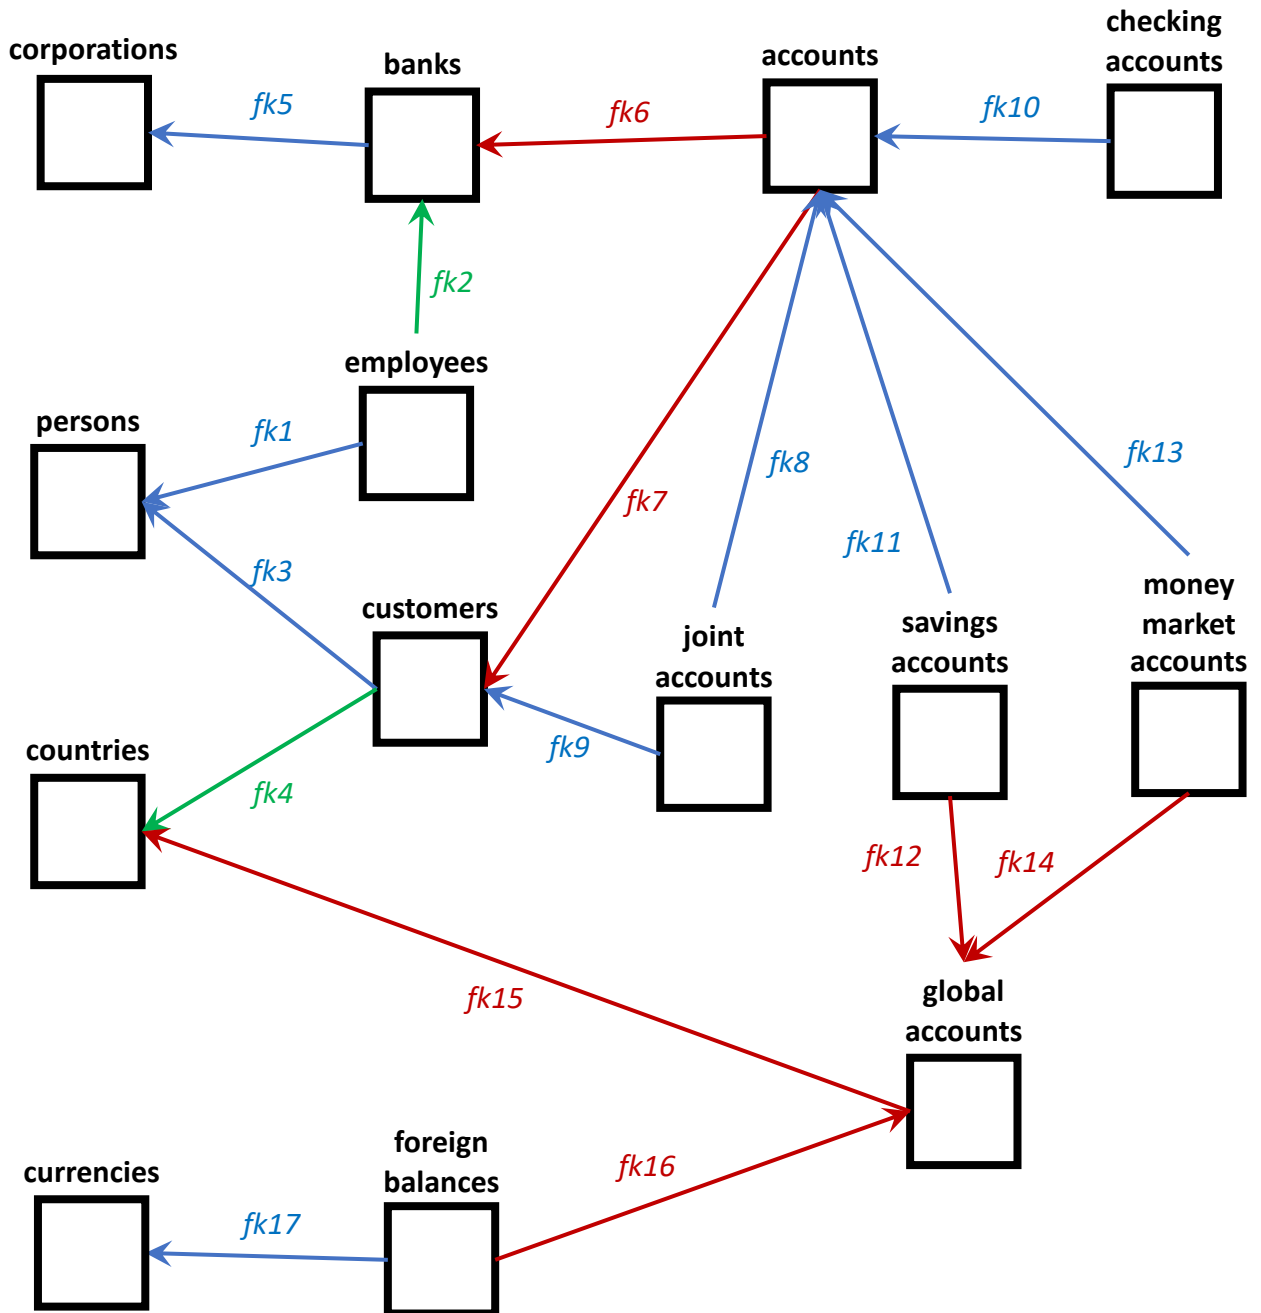 checking
accounts
corporations
banks
accounts
fk5
fk6
fk10
fk2
employees
persons
fk1
fk8
fk13
fk7
fk11
fk3
customers
joint
accounts
savings
accounts
money
market
accounts
countries
fk9
fk4
fk12
fk14
fk15
global
accounts
foreign
balances
currencies
fk16
fk17